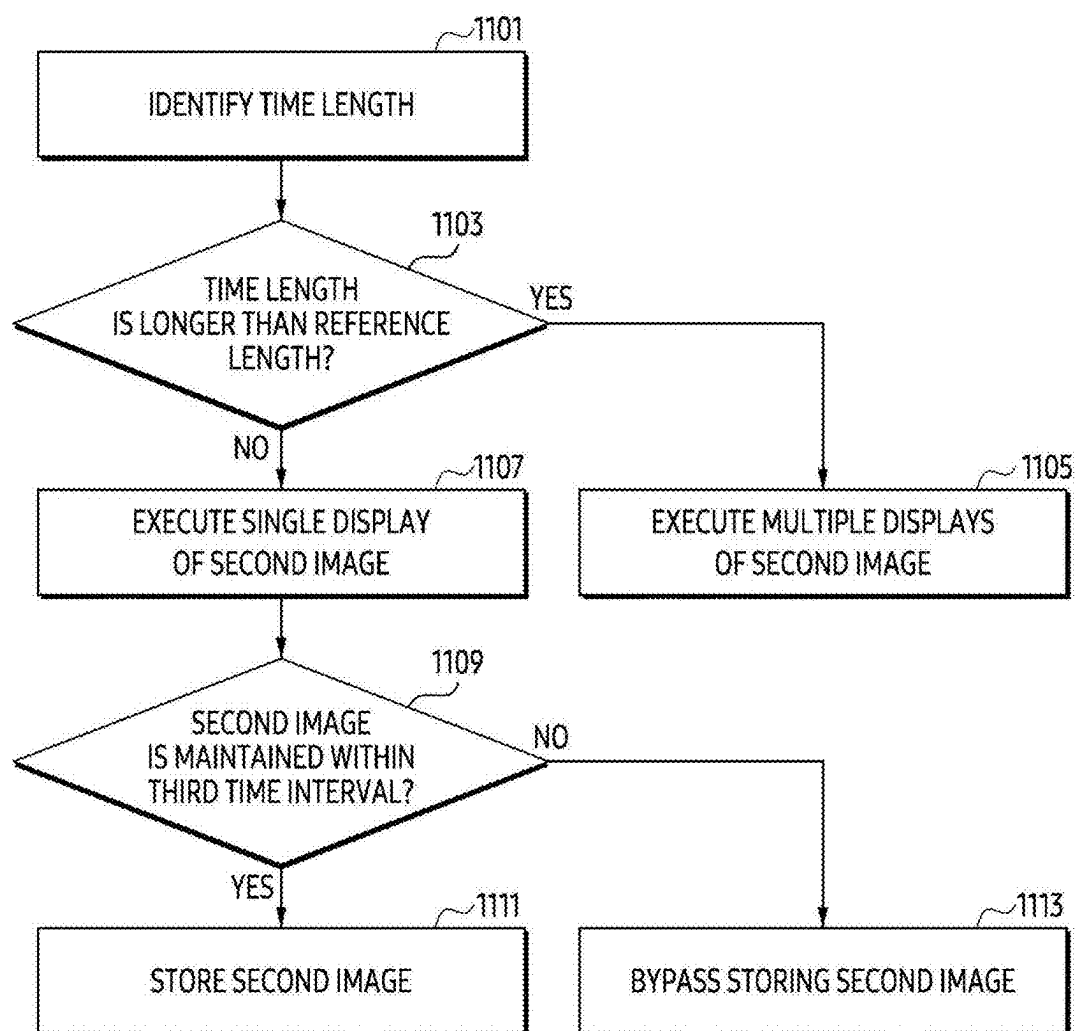 1101
IDENTIFY TIME LENGTH
1103
TIME LENGTH
IS LONGER THAN REFERENCE
LENGTH?
YES
NO
1107
EXECUTE SINGLE DISPLAY
OF SECOND IMAGE
1105
EXECUTE MULTIPLE DISPLAYS
OF SECOND IMAGE
1109
SECOND IMAGE
IS MAINTAINED WITHIN
THIRD TIME INTERVAL?
NO
YES
1111
STORE SECOND IMAGE
1113
BYPASS STORING SECOND IMAGE